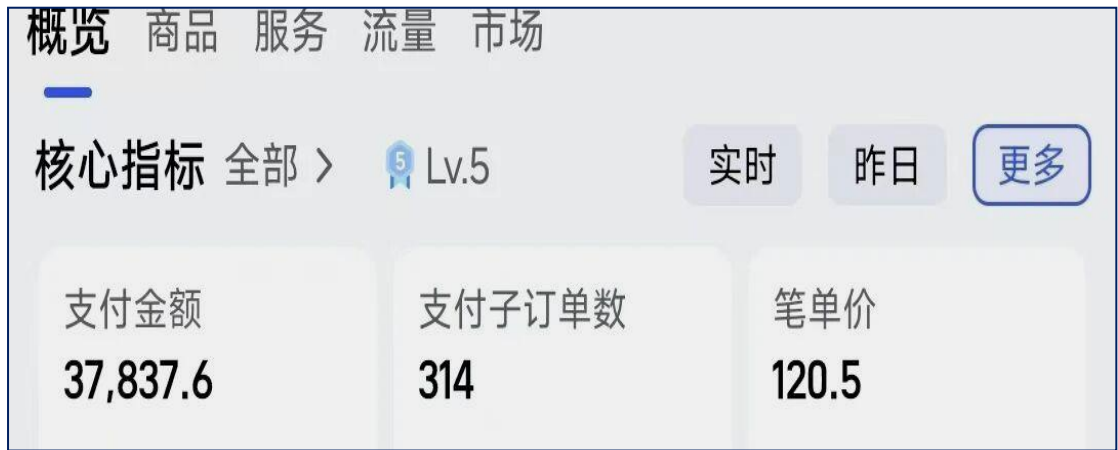 概览 商品 服务 流量 市场
核心指标 全部 > 5 Lv.5 实时 昨日 更多
支付金额 支付子订单数 笔单价
37,837.6 314 120.5